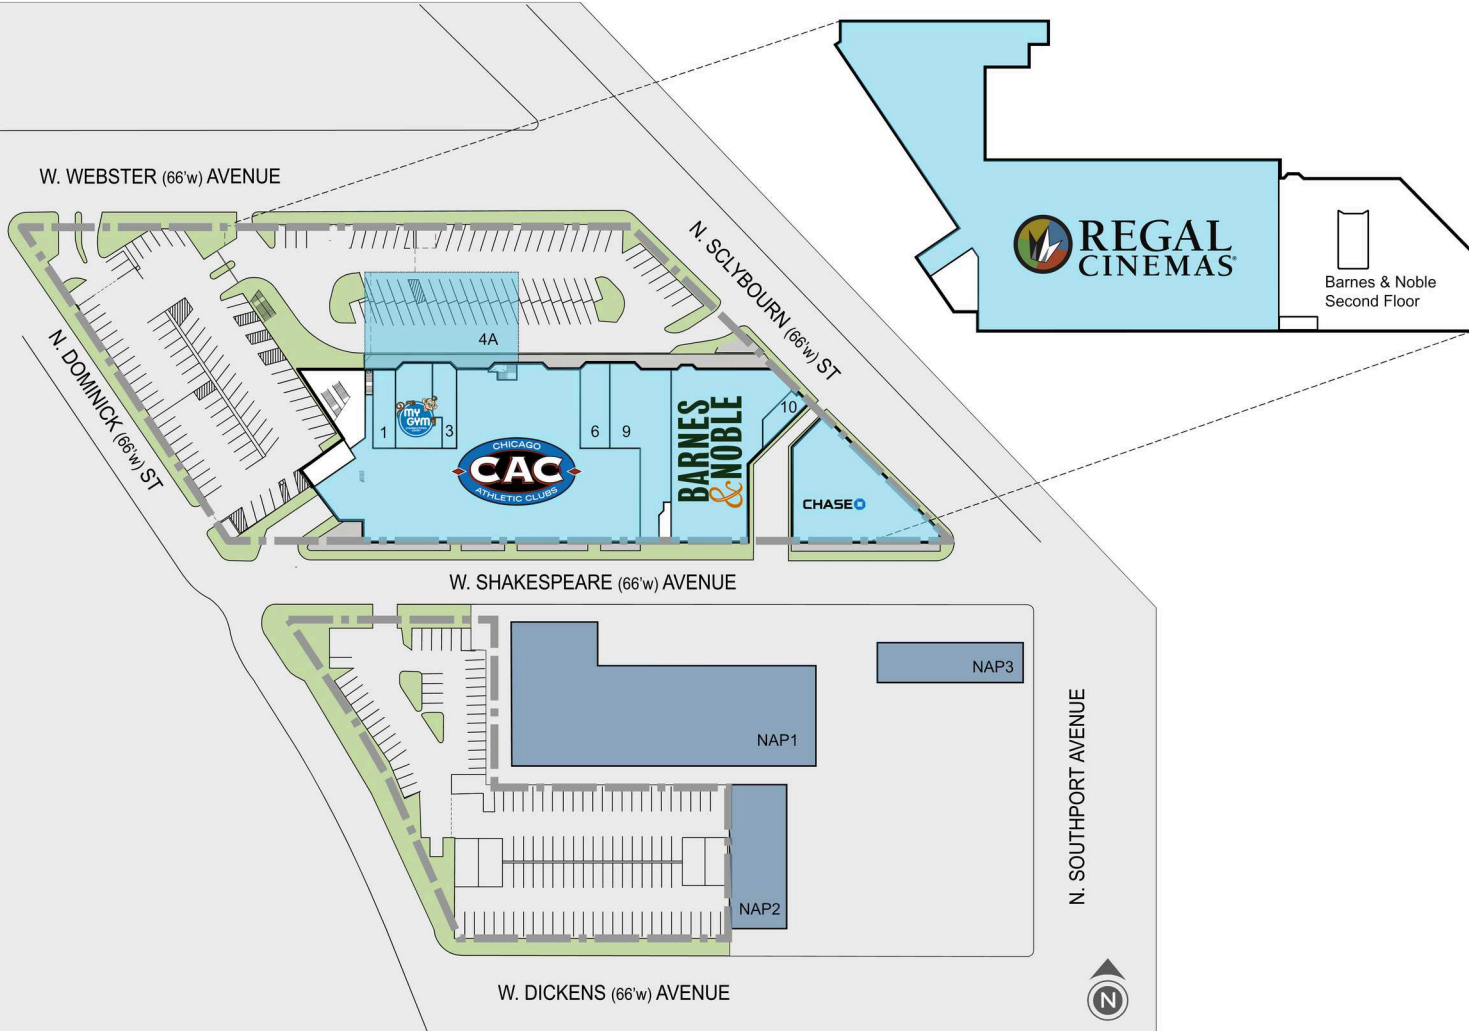 W. WEBSTER (66'w) AVENUE
N. SCLYBOURN (66'w) ST
REGAL
CINEMAS
Barnes & Noble
Second Floor
N. DOMINICK (66'w) ST
4A
1
MY
GYM
3
6
9
10
BARNES
& NOBLE
CHICAGO
CAC
ATHLETIC CLUBS
CHASE
W. SHAKESPEARE (66'w) AVENUE
NAP1
NAP3
NAP2
N. SOUTHPORT AVENUE
W. DICKENS (66'w) AVENUE
N